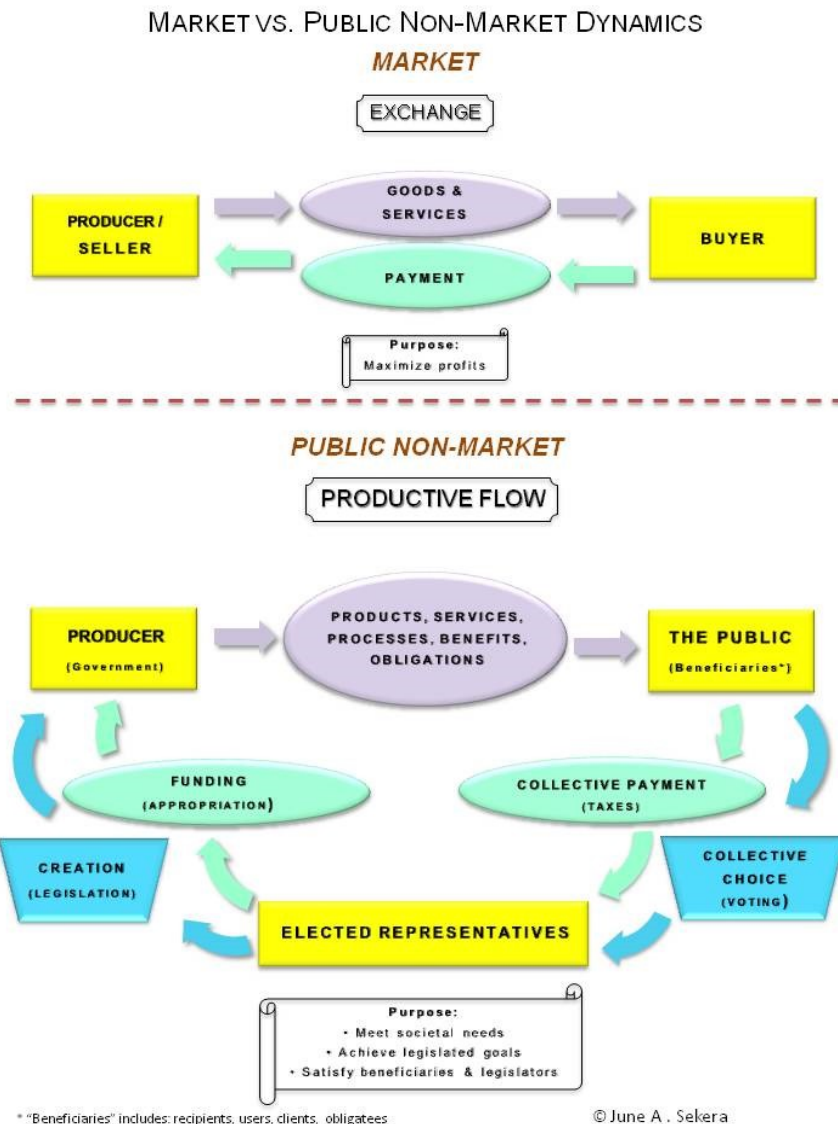 MARKET VS. PUBLIC NON-MARKET DYNAMICS
MARKET
EXCHANGE
GOODS &
SERVICES
PRODUCER /
SELLER
BUYER
PAYMENT
Purpose:
Maximize profits
PUBLIC NON-MARKET
PRODUCTIVE FLOW
PRODUCTS, SERVICES,
PROCESSES, BENEFITS,
OBLIGATIONS
PRODUCER
(Government)
THE PUBLIC
(Beneficiaries*)
FUNDING
(APPROPRIATION)
COLLECTIVE PAYMENT
(TAXES)
CREATION
(LEGISLATION)
COLLECTIVE
CHOICE
(VOTING)
ELECTED REPRESENTATIVES
Purpose:
• Meet societal needs
• Achieve legislated goals
• Satisfy beneficiaries & legislators
* "Beneficiaries" includes: recipients, users, clients, obligatees
© June A. Sekera